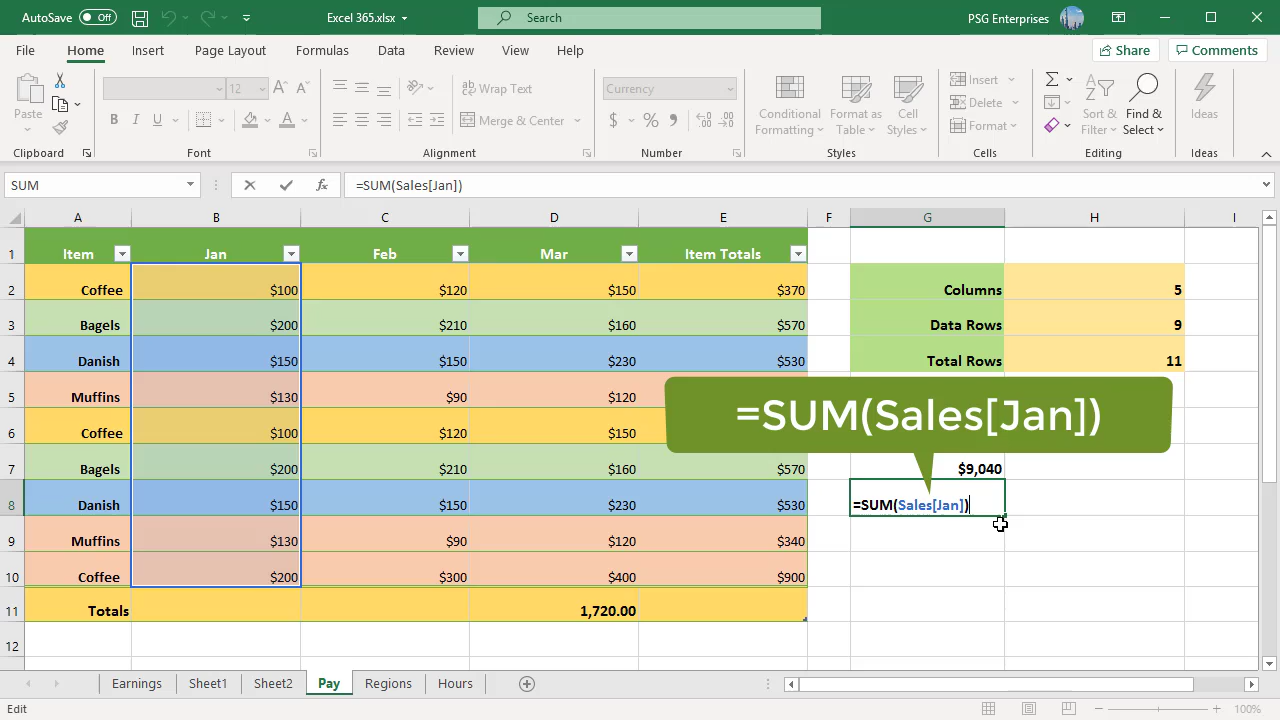 AutoSave Off Excel 365.xlsx Search PSG Enterprises
File Home Insert Page Layout Formulas Data Review View Help Share Comments
12 A A ab Wrap Text Currency Insert Σ
Paste B I U A Merge & Center $ % Conditional Formatting Format as Table Cell Styles Delete Sort & Filter Find & Select Ideas
Format
Clipboard Font Alignment Number Styles Cells Editing Ideas
SUM fx =SUM(Sales[Jan])
A B C D E F G H I
1 Item Jan Feb Mar Item Totals
2 Coffee $100 $120 $150 $370 Columns 5
3 Bagels $200 $210 $160 $570 Data Rows 9
4 Danish $150 $150 $230 $530 Total Rows 11
5 Muffins $130 $90 $120
=SUM(Sales[Jan])
6 Coffee $100 $120 $150
7 Bagels $200 $210 $160 $570 $9,040
8 Danish $150 $150 $230 $530 =SUM(Sales[Jan])
9 Muffins $130 $90 $120 $340
10 Coffee $200 $300 $400 $900
11 Totals 1,720.00
12
Earnings Sheet1 Sheet2 Pay Regions Hours
Edit 100%